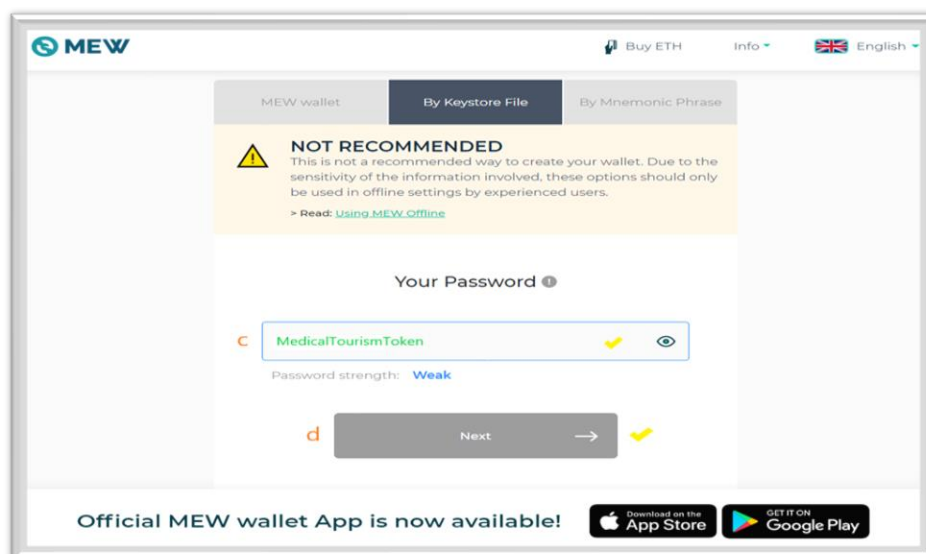 MEW
Buy ETH
Info
English
MEW wallet
By Keystore File
By Mnemonic Phrase
NOT RECOMMENDED
This is not a recommended way to create your wallet. Due to the
sensitivity of the information involved, these options should only
be used in offline settings by experienced users.
> Read: Using MEW Offline
Your Password
c
MedicalTourismToken
Password strength: Weak
d
Next
Official MEW wallet App is now available!
Download on the
App Store
GET IT ON
Google Play